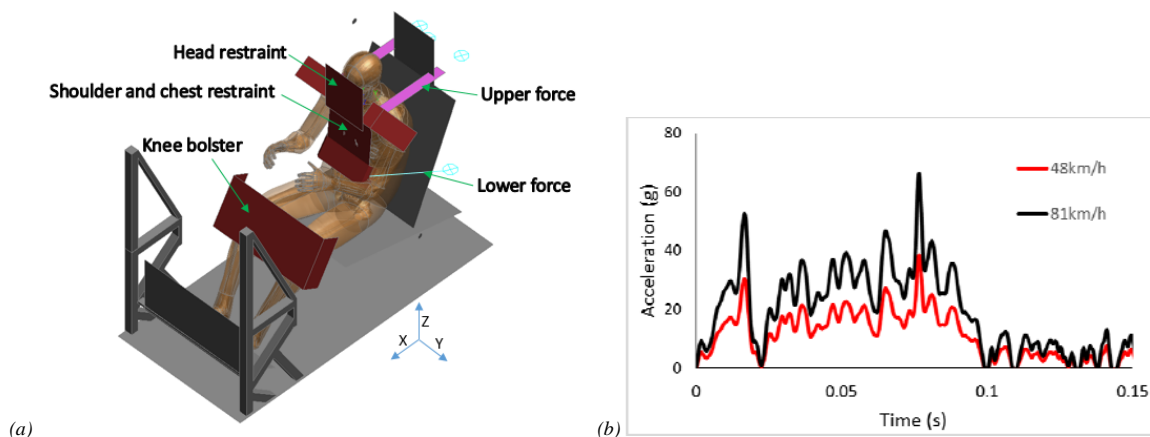 Head restraint
Shoulder and chest restraint
Knee bolster
Upper force
Lower force
Z
X
Y
(a)
80
60
40
20
0
Acceleration (g)
48km/h
81km/h
0
0.05
0.1
0.15
Time (s)
(b)